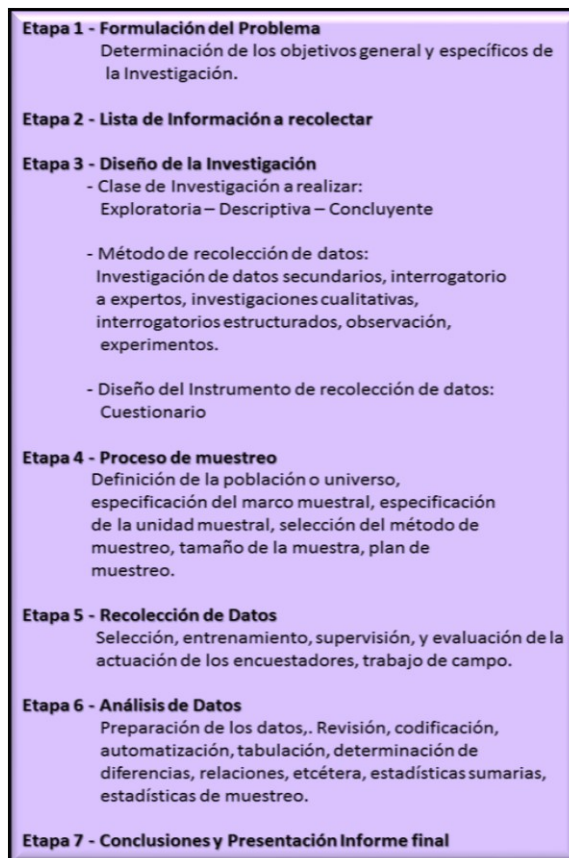 Etapa 1 - Formulación del Problema
Determinación de los objetivos general y específicos de
la Investigación.
Etapa 2 - Lista de Información a recolectar
Etapa 3 - Diseño de la Investigación
- Clase de Investigación a realizar:
Exploratoria – Descriptiva – Concluyente
- Método de recolección de datos:
Investigación de datos secundarios, interrogatorio
a expertos, investigaciones cualitativas,
interrogatorios estructurados, observación,
experimentos.
- Diseño del Instrumento de recolección de datos:
Cuestionario
Etapa 4 - Proceso de muestreo
Definición de la población o universo,
especificación del marco muestral, especificación
de la unidad muestral, selección del método de
muestreo, tamaño de la muestra, plan de
muestreo.
Etapa 5 - Recolección de Datos
Selección, entrenamiento, supervisión, y evaluación de la
actuación de los encuestadores, trabajo de campo.
Etapa 6 - Análisis de Datos
Preparación de los datos,. Revisión, codificación,
automatización, tabulación, determinación de
diferencias, relaciones, etcétera, estadísticas sumarias,
estadísticas de muestreo.
Etapa 7 - Conclusiones y Presentación Informe final